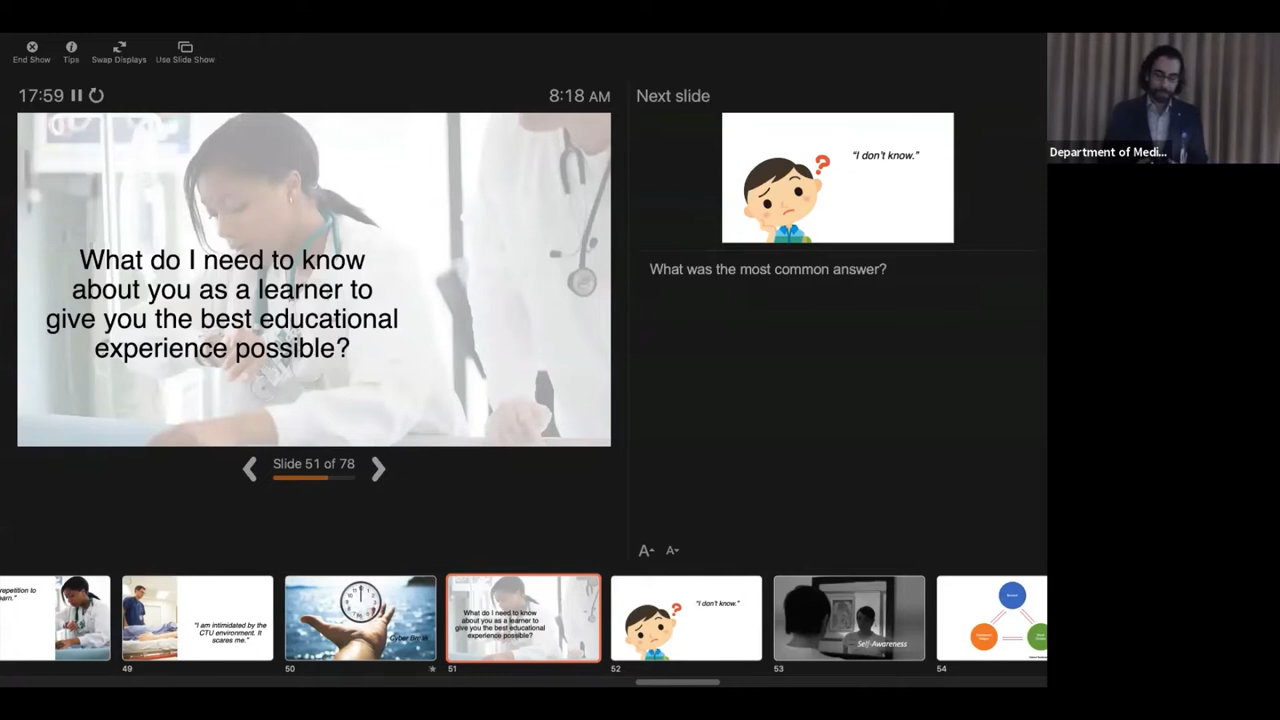 End Show
Tips
Swap Displays
Use Slide Show
17:59
8:18 AM
Next slide
What do I need to know
about you as a learner to
give you the best educational
experience possible?
"I don't know."
What was the most common answer?
Slide 51 of 78
A
A
Department of Medi...
repetition to
"I am intimidated by the
CTU environment. It
scares me."
Cyber Break
What do I need to know
about you as a learner to
give you the best educational
experience possible?
"I don't know."
Self Awareness
49
50
51
52
53
54